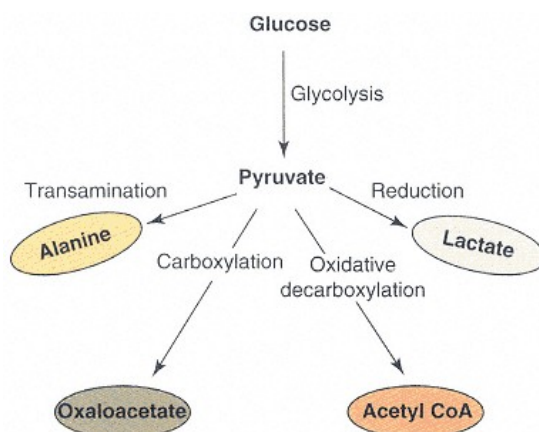 Glucose
Glycolysis
Pyruvate
Transamination
Reduction
Alanine
Lactate
Carboxylation
Oxidative
decarboxylation
Oxaloacetate
Acetyl CoA